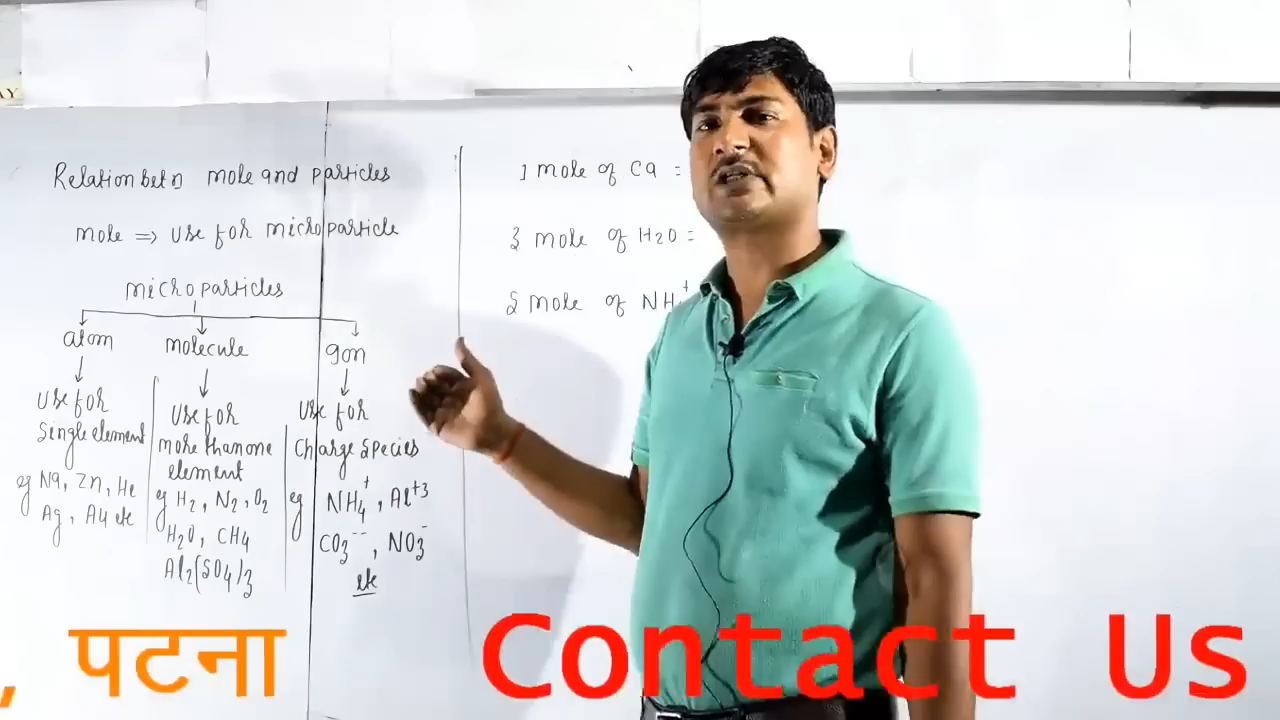 AY
Relation betn mole and particles
mole ⇒ Use for microparticle
microparticles
atom molecule Ion
Use for
Single element
eg Na, Zn, He
Ag, Au etc
Use for
more than one
element
eg H2, N2, O2
H2O, CH4
Al2(SO4)3
Use for
Charge Species
eg NH4+, Al+3
CO3--, NO3-
etc
1 mole of Ca =
3 mole of H2O =
5 mole of NH +
, पटना Contact Us